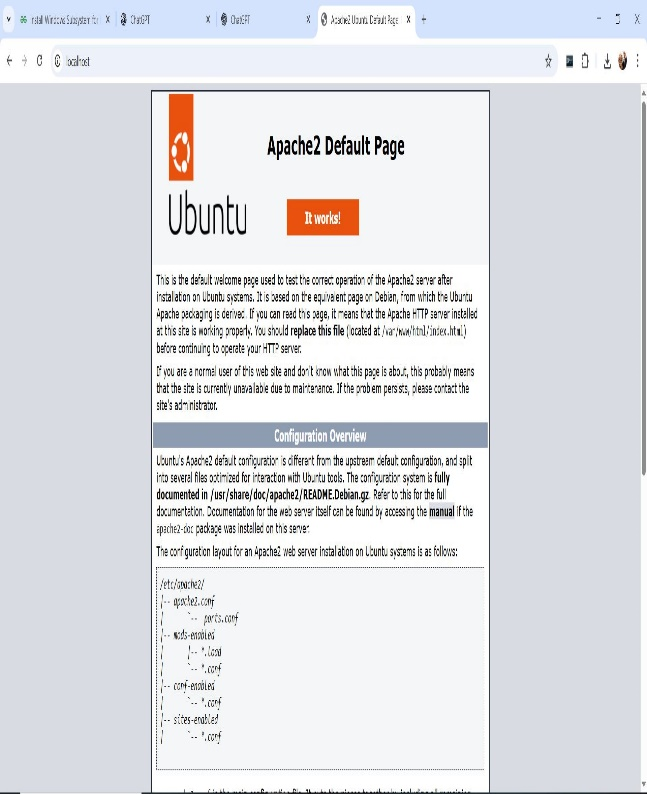 Install Windows Subsystem for
ChatGPT
ChatGPT
Apache2 Ubuntu Default Page
localhost
Apache2 Default Page
Ubuntu
It works!
This is the default welcome page used to test the correct operation of the Apache2 server after
installation on Ubuntu systems. It is based on the equivalent page on Debian, from which the Ubuntu
Apache packaging is derived. If you can read this page, it means that the Apache HTTP server installed
at this site is working properly. You should replace this file (located at /var/www/html/index.html)
before continuing to operate your HTTP server.
If you are a normal user of this web site and don't know what this page is about, this probably means
that the site is currently unavailable due to maintenance. If the problem persists, please contact the
site's administrator.
Configuration Overview
Ubuntu's Apache2 default configuration is different from the upstream default configuration, and split
into several files optimized for interaction with Ubuntu tools. The configuration system is fully
documented in /usr/share/doc/apache2/README.Debian.gz. Refer to this for the full
documentation. Documentation for the web server itself can be found by accessing the manual if the
apache2-doc package was installed on this server.
The configuration layout for an Apache2 web server installation on Ubuntu systems is as follows:
/etc/apache2/
|-- apache2.conf
|       `-- ports.conf
|-- mods-enabled
|       |-- *.load
|       `-- *.conf
|-- conf-enabled
|       `-- *.conf
|-- sites-enabled
|       `-- *.conf